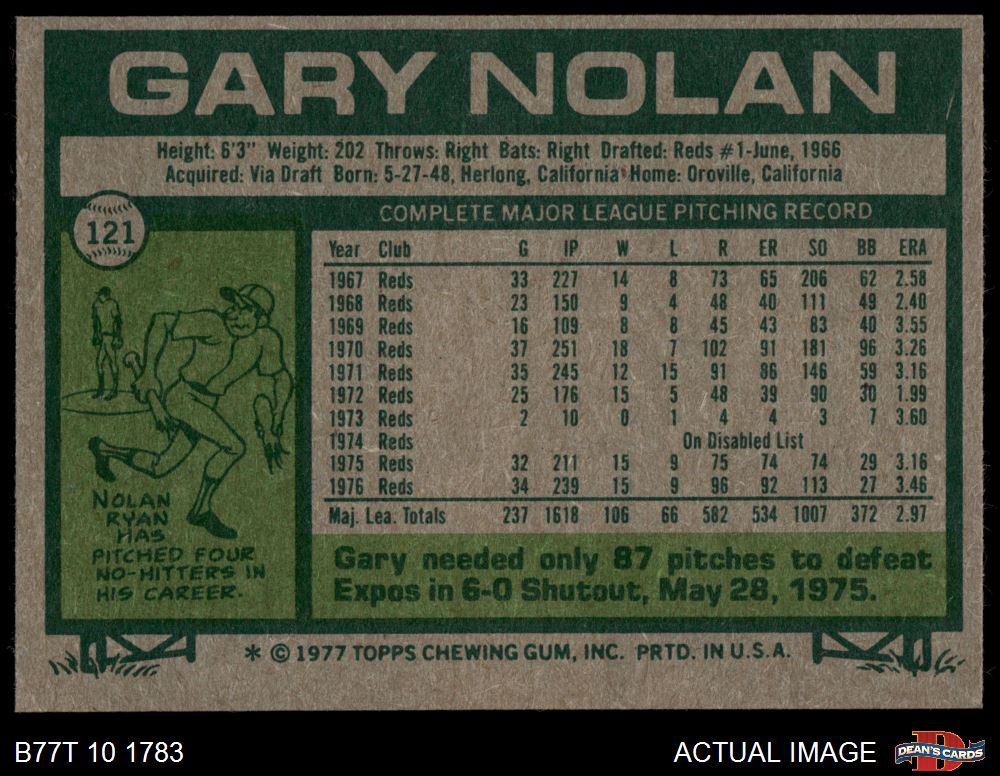 GARY NOLAN
Height: 6'3" Weight: 202 Throws: Right Bats: Right Drafted: Reds #1-June, 1966
Acquired: Via Draft Born: 5-27-48, Herlong, California Home: Oroville, California
121
COMPLETE MAJOR LEAGUE PITCHING RECORD
Year Club G IP W L R ER SO BB ERA
1967 Reds 33 227 14 8 73 65 206 62 2.58
1968 Reds 23 150 9 4 48 40 111 49 2.40
1969 Reds 16 109 8 8 45 43 83 40 3.55
1970 Reds 37 251 18 7 102 91 181 96 3.26
1971 Reds 35 245 12 15 91 86 146 59 3.16
1972 Reds 25 176 15 5 48 39 90 30 1.99
1973 Reds 2 10 0 1 4 4 3 7 3.60
1974 Reds On Disabled List
1975 Reds 32 211 15 9 75 74 74 29 3.16
1976 Reds 34 239 15 9 96 92 113 27 3.46
Maj. Lea. Totals 237 1618 106 66 582 534 1007 372 2.97
NOLAN
RYAN
HAS
PITCHED FOUR
NO-HITTERS IN
HIS CAREER.
Gary needed only 87 pitches to defeat
Expos in 6-0 Shutout, May 28, 1975.
* © 1977 TOPPS CHEWING GUM, INC. PRTD. IN U.S.A.
B77T 10 1783
ACTUAL IMAGE
DEAN'S CARDS